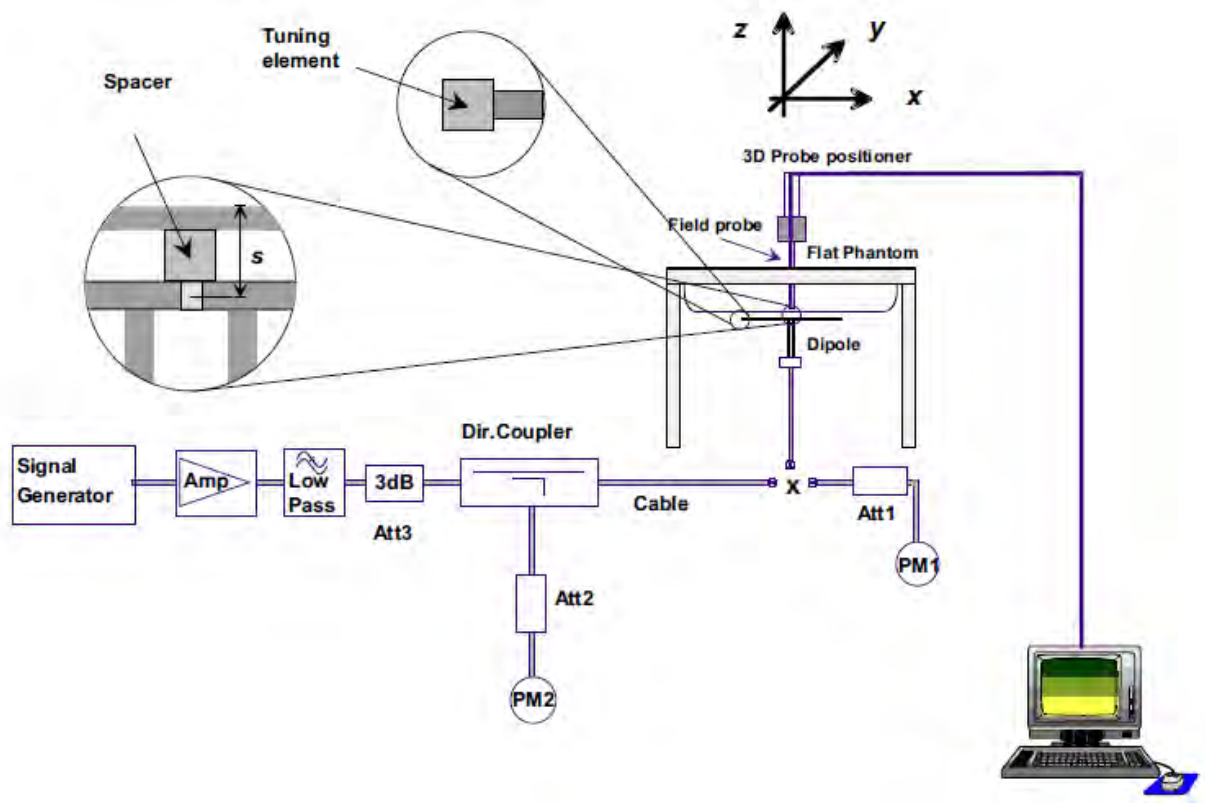 Tuning
element
Spacer
z
y
x
3D Probe positioner
s
Field probe
Flat Phantom
Dipole
Dir.Coupler
Signal
Generator
Amp
Low
Pass
3dB
Att3
Cable
x
Att1
PM1
Att2
PM2